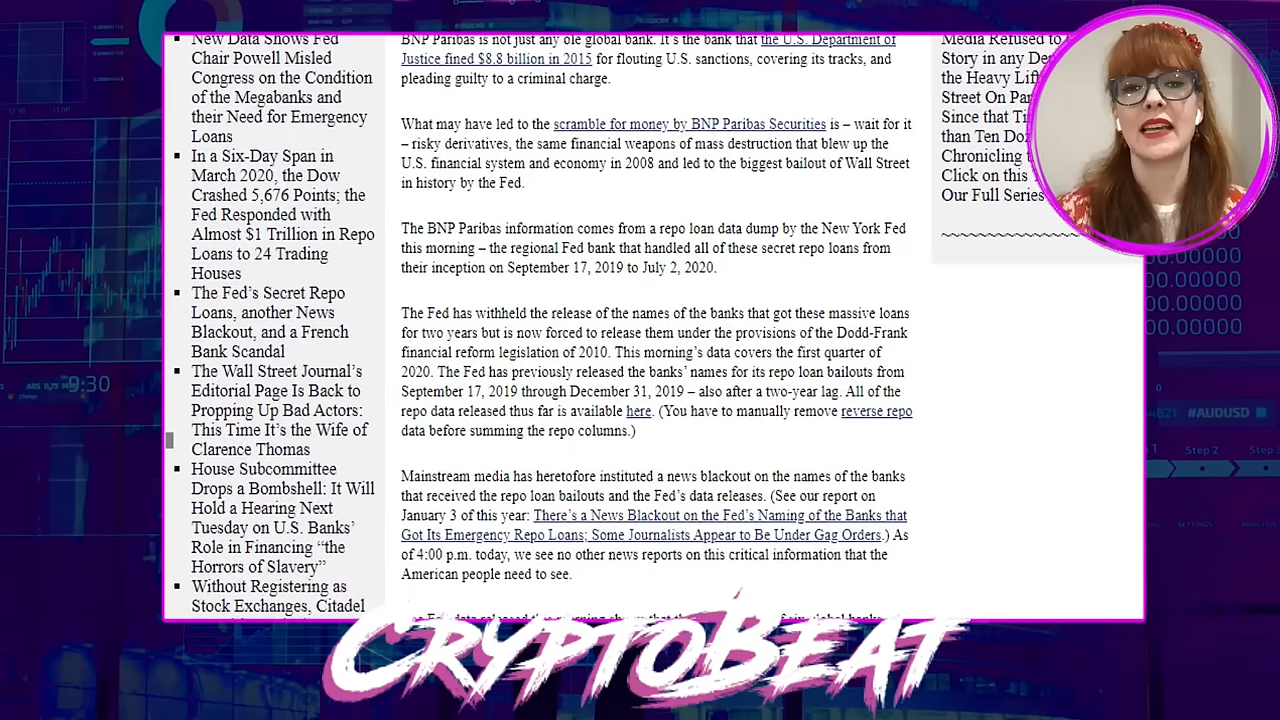 New Data Shows Fed
Chair Powell Misled
Congress on the Condition
of the Megabanks and
their Need for Emergency
Loans
In a Six-Day Span in
March 2020, the Dow
Crashed 5,676 Points; the
Fed Responded with
Almost $1 Trillion in Repo
Loans to 24 Trading
Houses
The Fed's Secret Repo
Loans, another News
Blackout, and a French
Bank Scandal
The Wall Street Journal's
Editorial Page Is Back to
Propping Up Bad Actors:
This Time It's the Wife of
Clarence Thomas
House Subcommittee
Drops a Bombshell: It Will
Hold a Hearing Next
Tuesday on U.S. Banks'
Role in Financing “the
Horrors of Slavery”
Without Registering as
Stock Exchanges, Citadel
BNP Paribas is not just any ole global bank. It's the bank that the U.S. Department of
Justice fined $8.8 billion in 2015 for flouting U.S. sanctions, covering its tracks, and
pleading guilty to a criminal charge.
What may have led to the scramble for money by BNP Paribas Securities is – wait for it
– risky derivatives, the same financial weapons of mass destruction that blew up the
U.S. financial system and economy in 2008 and led to the biggest bailout of Wall Street
in history by the Fed.
The BNP Paribas information comes from a repo loan data dump by the New York Fed
this morning – the regional Fed bank that handled all of these secret repo loans from
their inception on September 17, 2019 to July 2, 2020.
The Fed has withheld the release of the names of the banks that got these massive loans
for two years but is now forced to release them under the provisions of the Dodd-Frank
financial reform legislation of 2010. This morning's data covers the first quarter of
2020. The Fed has previously released the banks' names for its repo loan bailouts from
September 17, 2019 through December 31, 2019 – also after a two-year lag. All of the
repo data released thus far is available here. (You have to manually remove reverse repo
data before summing the repo columns.)
Mainstream media has heretofore instituted a news blackout on the names of the banks
that received the repo loan bailouts and the Fed's data releases. (See our report on
January 3 of this year: There's a News Blackout on the Fed's Naming of the Banks that
Got Its Emergency Repo Loans; Some Journalists Appear to Be Under Gag Orders.) As
of 4:00 p.m. today, we see no other news reports on this critical information that the
American people need to see.
Media Refused to
Story in any
the Heavy
Street On
Since that
than Ten
Chronicling
Click on this
Our Full Series
~~~~~~~~~~~~~~~~
9:30
00.00000
00.00000
00.00000
#AUDUSD
Step 2
CRYPTOBEAT